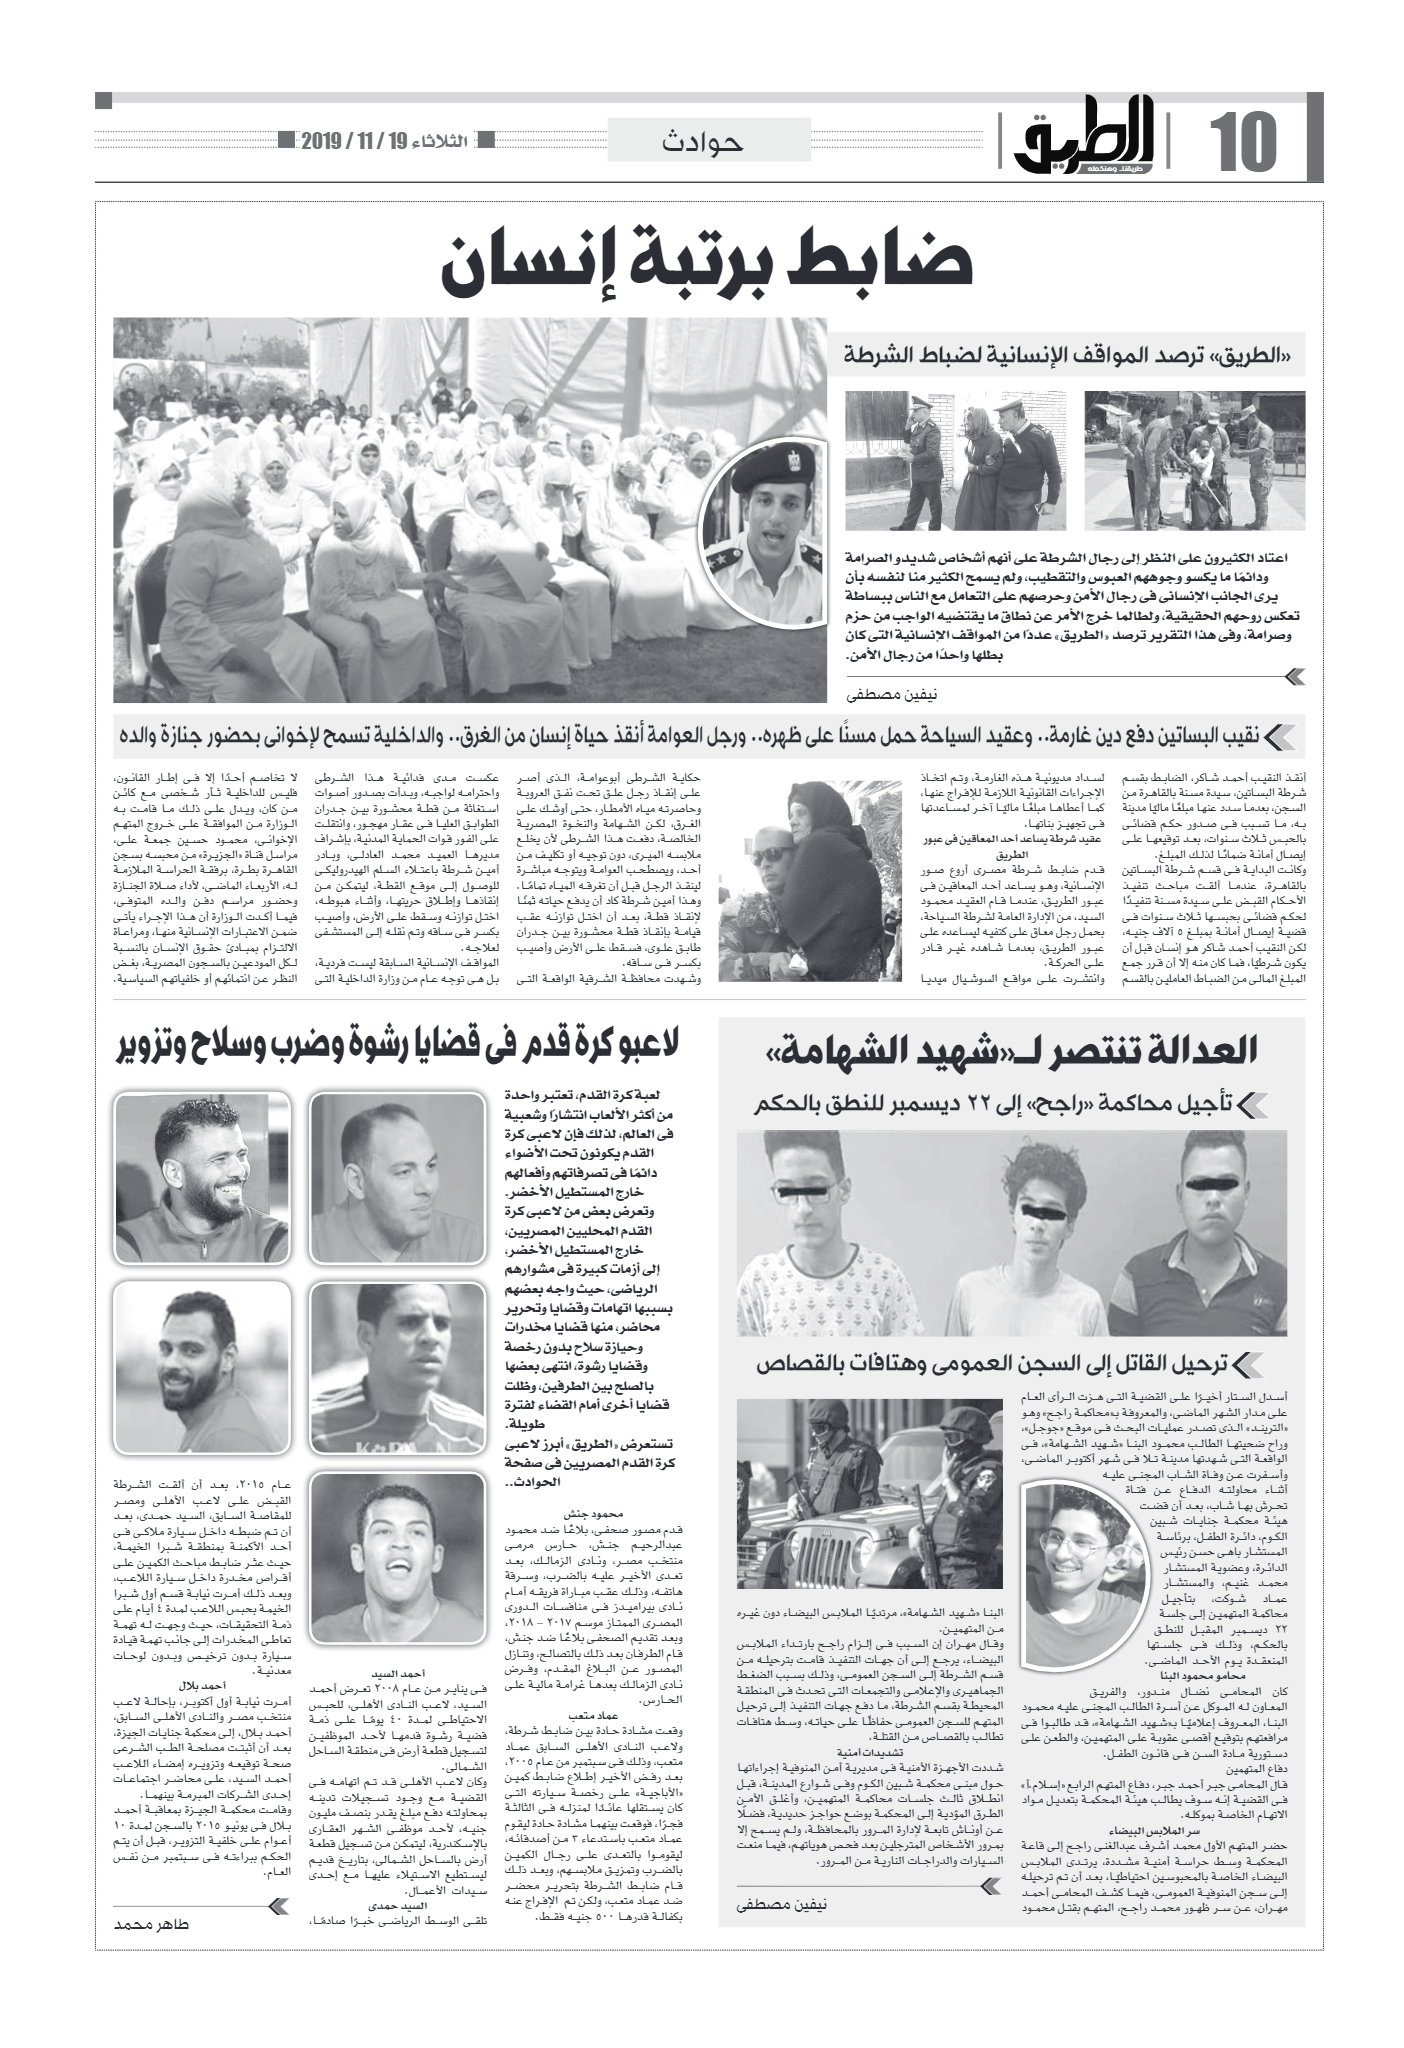 10
الطريق
طريقنا.. وهنكمله
حوادث
الثلاثاء 19 / 11 / 2019
ضابط برتبة إنسان
«الطريق» ترصد المواقف الإنسانية لضباط الشرطة
اعتاد الكثيرون على النظر إلى رجال الشرطة على أنهم أشخاص شديدو الصرامة
ودائمًا ما يكسو وجوههم العبوس والتقطيب، ولم يسمح الكثير منا لنفسه بأن
يرى الجانب الإنسانى فى رجال الأمن وحرصهم على التعامل مع الناس ببساطة
تعكس روحهم الحقيقية، ولطالما خرج الأمر عن نطاق ما يقتضيه الواجب من حزم
وصرامة، وفى هذا التقرير ترصد «الطريق» عددًا من المواقف الإنسانية التى كان
بطلها واحدًا من رجال الأمن.
نيفين مصطفى
نقيب البساتين دفع دين غارمة.. وعقيد السياحة حمل مسنًا على ظهره.. ورجل العوامة أنقذ حياة إنسان من الغرق.. والداخلية تسمح لإخوانى بحضور جنازة والده
أنقذ النقيب أحمد شاكر، الضابط بقسم
شرطة البساتين، سيدة مسنة بالقاهرة من
السجن، بعدما سدد عنها مبلغًا ماليًا مدينة
به، ما تسبب فى صدور حكم قضائى
بالحبس ثلاث سنوات، بعد توقيعها على
إيصال أمانة ضمانًا لذلك المبلغ.
وكانت البداية فى قسم شرطة البساتين
بالقاهرة، عندما ألقت مباحث تنفيذ
الأحكام القبض على سيدة مسنة تنفيذًا
لحكم قضائى بحبسها ثلاث سنوات فى
قضية إيصال أمانة بمبلغ ٥ آلاف جنيه،
لكن النقيب أحمد شاكر هو إنسان قبل أن
يكون شرطيًا، فما كان منه إلا أن قرر جمع
المبلغ المالى من الضباط العاملين بالقسم
لسداد مديونية هذه الغارمة، وتم اتخاذ
الإجراءات القانونية اللازمة للإفراج عنها،
كما أعطاها مبلغًا ماليًا آخر لمساعدتها
فى تجهيز بناتها.
عقيد شرطة يساعد أحد المعاقين فى عبور
الطريق
قدم ضابط شرطة مصرى أروع صور
الإنسانية، وهو يساعد أحد المعاقين فى
عبور الطريق، عندما قام العقيد محمود
السيد، من الإدارة العامة لشرطة السياحة،
بحمل رجل معاق على كتفيه ليساعده على
عبور الطريق، بعدما شاهده غير قادر
على الحركة.
وانتشرت على مواقع السوشيال ميديا
حكاية الشرطى أبوعوامة، الذى أصر
على إنقاذ رجل علق تحت نفق العروبة
وحاصرته مياه الأمطار، حتى أوشك على
الغرق، لكن الشهامة والنخوة المصرية
الخالصة، دفعت هذا الشرطى لأن يخلع
ملابسه الميرى، دون توجيه أو تكليف من
أحد، ويصطحب العوامة ويتوجه مباشرة
لينقذ الرجل قبل أن تغرقه المياه تمامًا.
وهذا أمين شرطة كاد أن يدفع حياته ثمنًا
لإنقاذ قطة، بعد أن اختل توازنه عقب
قيامة بإنقاذ قطة محشورة بين جدران
طابق علوى، فسقط على الأرض وأصيب
بكسر فى ساقه.
وشهدت محافظة الشرقية الواقعة التى
عكست مدى فدائية هذا الشرطى
واحترامه لواجبه، وبدأت بصدور أصوات
استغاثة من قطة محشورة بين جدران
الطوابق العليا فى عقار مهجور، وانتقلت
على الفور قوات الحماية المدنية، بإشراف
مديرها العميد محمد العادلى، وبادر
أمين شرطة باعتلاء السلم الهيدروليكى
للوصول إلى موقع القطة، ليتمكن من
إنقاذها وإطلاق حريتها، وأثناء هبوطه،
اختل توازنه وسقط على الأرض، وأصيب
بكسر فى ساقه وتم نقله إلى المستشفى
لعلاجه.
المواقف الإنسانية السابقة ليست فردية،
بل هى توجه عام من وزارة الداخلية التى
لا تخاصم أحدًا إلا فى إطار القانون،
فليس للداخلية ثأر شخصى مع كائن
من كان، ويدل على ذلك ما قامت به
الوزارة من الموافقة على خروج المتهم
الإخوانى، محمود حسين جمعة على،
مراسل قناة «الجزيرة» من محبسه بسجن
القاهرة بطرة، برفقة الحراسة الملازمة
له، الأربعاء الماضى، لأداء صلاة الجنازة
وحضور مراسم دفن والده المتوفى،
فيما أكدت الوزارة أن هذا الإجراء يأتى
ضمن الاعتبارات الإنسانية منها، ومراعاة
الالتزام بمبادئ حقوق الإنسان بالنسبة
لكل المودعين بالسجون المصرية، بغض
النظر عن انتمائهم أو خلفياتهم السياسية.
العدالة تنتصر لـ«شهيد الشهامة»
تأجيل محاكمة «راجح» إلى ٢٢ ديسمبر للنطق بالحكم
ترحيل القاتل إلى السجن العمومى وهتافات بالقصاص
أسدل الستار أخيرًا على القضية التى هزت الرأى العام
على مدار الشهر الماضى، والمعروفة بـ«محاكمة راجح» وهو
«التريند» الذى تصدر عمليات البحث فى موقع «جوجل»،
وراح ضحيتها الطالب محمود البنا «شهيد الشهامة»، فى
الواقعة التى شهدتها مدينة تلا فى شهر أكتوبر الماضى،
وأسفرت عن وفاة الشاب المجنى عليه
أثناء محاولته الدفاع عن فتاة
تحرش بها شاب، بعد أن قضت
هيئة محكمة جنايات شبين
الكوم، دائرة الطفل، برئاسة
المستشار باهى حسن رئيس
الدائرة، وعضوية المستشار
محمد غنيم، والمستشار
عماد شوكت، بتأجيل
محاكمة المتهمين إلى جلسة
٢٢ ديسمبر المقبل للنطق
بالحكم، وذلك فى جلستها
المنعقدة يوم الأحد الماضى.
محامو محمود البنا
كان المحامى نضال مندور، والفريق
المعاون له الموكل عن أسرة الطالب المجنى عليه محمود
البنا، المعروف إعلاميًا بـ«شهيد الشهامة»، قد طالبوا فى
مرافعتهم بتوقيع أقصى عقوبة على المتهمين، والطعن على
دستورية مادة السن فى قانون الطفل.
دفاع المتهمين
قال المحامى جبر أحمد جبر، دفاع المتهم الرابع «إسلام.أ»
فى القضية إنه سوف يطالب هيئة المحكمة بتعديل مواد
الاتهام الخاصة بموكله.
سر الملابس البيضاء
حضر المتهم الأول محمد أشرف عبدالغنى راجح إلى قاعة
المحكمة وسط حراسة أمنية مشددة، يرتدى الملابس
البيضاء الخاصة بالمحبوسين احتياطيًا، بعد أن تم ترحيله
إلى سجن المنوفية العمومى، فيما كشف المحامى أحمد
مهران، عن سر ظهور محمد راجح، المتهم بقتل محمود
البنا «شهيد الشهامة»، مرتديًا الملابس البيضاء دون غيره
من المتهمين.
وقال مهران إن السبب فى إلزام راجح بارتداء الملابس
البيضاء، يرجع إلى أن جهات التنفيذ قامت بترحيله من
قسم الشرطة إلى السجن العمومى، وذلك بسبب الضغط
الجماهيرى والإعلامى والتجمعات التى تحدث فى المنطقة
المحيطة بقسم الشرطة، ما دفع جهات التنفيذ إلى ترحيل
المتهم للسجن العمومى حفاظًا على حياته، وسط هتافات
تطالب بالقصاص من القتلة.
تشديدات أمنية
شددت الأجهزة الأمنية فى مديرية أمن المنوفية إجراءاتها
حول مبنى محكمة شبين الكوم وفى شوارع المدينة، قبل
انطلاق ثالث جلسات محاكمة المتهمين، وأغلق الأمن
الطرق المؤدية إلى المحكمة بوضع حواجز حديدية، فضلًا
عن أوناش تابعة لإدارة المرور بالمحافظة، ولم يسمح إلا
بمرور الأشخاص المترجلين بعد فحص هوياتهم، فيما منعت
السيارات والدراجات النارية من المرور.
نيفين مصطفى
لاعبو كرة قدم فى قضايا رشوة وضرب وسلاح وتزوير
لعبة كرة القدم، تعتبر واحدة
من أكثر الألعاب انتشارًا وشعبية
فى العالم، لذلك فإن لاعبى كرة
القدم يكونون تحت الأضواء
دائمًا فى تصرفاتهم وأفعالهم
خارج المستطيل الأخضر.
وتعرض بعض من لاعبى كرة
القدم المحليين المصريين،
خارج المستطيل الأخضر،
إلى أزمات كبيرة فى مشوارهم
الرياضى، حيث واجه بعضهم
بسببها اتهامات وقضايا وتحرير
محاضر، منها قضايا مخدرات
وحيازة سلاح بدون رخصة
وقضايا رشوة، انتهى بعضها
بالصلح بين الطرفين، وظلت
قضايا أخرى أمام القضاء لفترة
طويلة.
تستعرض «الطريق» أبرز لاعبى
كرة القدم المصريين فى صفحة
الحوادث..
محمود جنش
قدم مصور صحفى، بلاغًا ضد محمود
عبدالرحيم جنش، حارس مرمى
منتخب مصر، ونادى الزمالك، بعد
تعدى الأخير عليه بالضرب، وسرقة
هاتفه، وذلك عقب مباراة فريقه أمام
نادى بيراميدز فى منافسات الدورى
المصرى الممتاز موسم ٢٠١٧ – ٢٠١٨،
وبعد تقديم الصحفى بلاغًا ضد جنش،
قام الطرفان بعد ذلك بالتصالح، وتنازل
المصور عن البلاغ المقدم، وفرض
نادى الزمالك بعدها غرامة مالية على
الحارس.
عماد متعب
وقعت مشادة حادة بين ضابط شرطة،
ولاعب النادى الأهلى السابق عماد
متعب، وذلك فى سبتمبر من عام ٢٠٠٥،
بعد رفض الأخير إطلاع ضابط كمين
«الأباجية» على رخصة سيارته التى
كان يستقلها عائدًا لمنزله فى الثالثة
فجرًا، فوقعت بينهما مشادة حادة ليقوم
عماد متعب باستدعاء ٣ من أصدقائه،
ليقوموا بالتعدى على رجال الكمين
بالضرب وتمزيق ملابسهم، وبعد ذلك
قام ضابط الشرطة بتحرير محضر
ضد عماد متعب، ولكن تم الإفراج عنه
بكفالة قدرها ٥٠٠ جنيه فقط.
أحمد السيد
فى يناير من عام ٢٠٠٨ تعرض أحمد
السيد، لاعب النادى الأهلى، للحبس
الاحتياطى لمدة ٤٠ يومًا على ذمة
قضية رشوة قدمها لأحد الموظفين
لتسجيل قطعة أرض فى منطقة الساحل
الشمالى.
وكان لاعب الأهلى قد تم اتهامه فى
القضية مع وجود تسجيلات تدينه
بمحاولته دفع مبلغ يقدر بنصف مليون
جنيه، لأحد موظفى الشهر العقارى
بالإسكندرية، ليتمكن من تسجيل قطعة
أرض بالساحل الشمالى، بتاريخ قديم
ليستطيع الاستيلاء عليها مع إحدى
سيدات الأعمال.
السيد حمدى
تلقى الوسط الرياضى خبرًا صادمًا،
عام ٢٠١٥، بعد أن ألقت الشرطة
القبض على لاعب الأهلى ومصر
للمقاصة السابق، السيد حمدى، بعد
أن تم ضبطه داخل سيارة ملاكى فى
أحد الأكمنة بمنطقة شبرا الخيمة،
حيث عثر ضابط مباحث الكمين على
أقراص مخدرة داخل سيارة اللاعب،
وبعد ذلك أمرت نيابة قسم أول شبرا
الخيمة بحبس اللاعب لمدة ٤ أيام على
ذمة التحقيقات، حيث وجهت له تهمة
تعاطى المخدرات إلى جانب تهمة قيادة
سيارة بدون ترخيص وبدون لوحات
معدنية.
أحمد بلال
أمرت نيابة أول أكتوبر، بإحالة لاعب
منتخب مصر والنادى الأهلى السابق،
أحمد بلال، إلى محكمة جنايات الجيزة،
بعد أن أثبتت مصلحة الطب الشرعى
صحة توقيعه وتزويره إمضاء اللاعب
أحمد السيد، على محاضر اجتماعات
إحدى الشركات المبرمة بينهما.
وقامت محكمة الجيزة بمعاقبة أحمد
بلال فى يونيو ٢٠١٥ بالسجن لمدة ١٠
أعوام على خلفية التزوير، قبل أن يتم
الحكم ببراءته فى سبتمبر من نفس
العام.
طاهر محمد